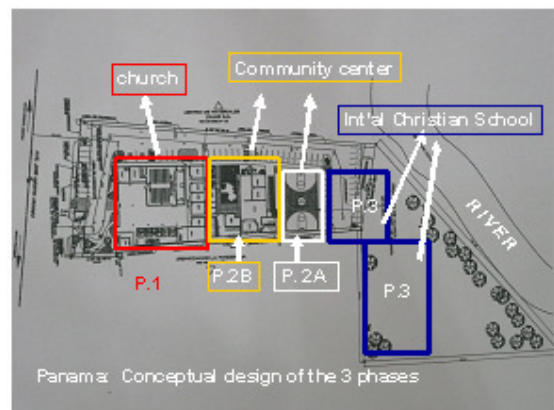 church
Community center
Int'al Christian School
P.3
RIVER
P.2B
P. 2A
P.1
P.3
Panama: Conceptual design of the 3 phases